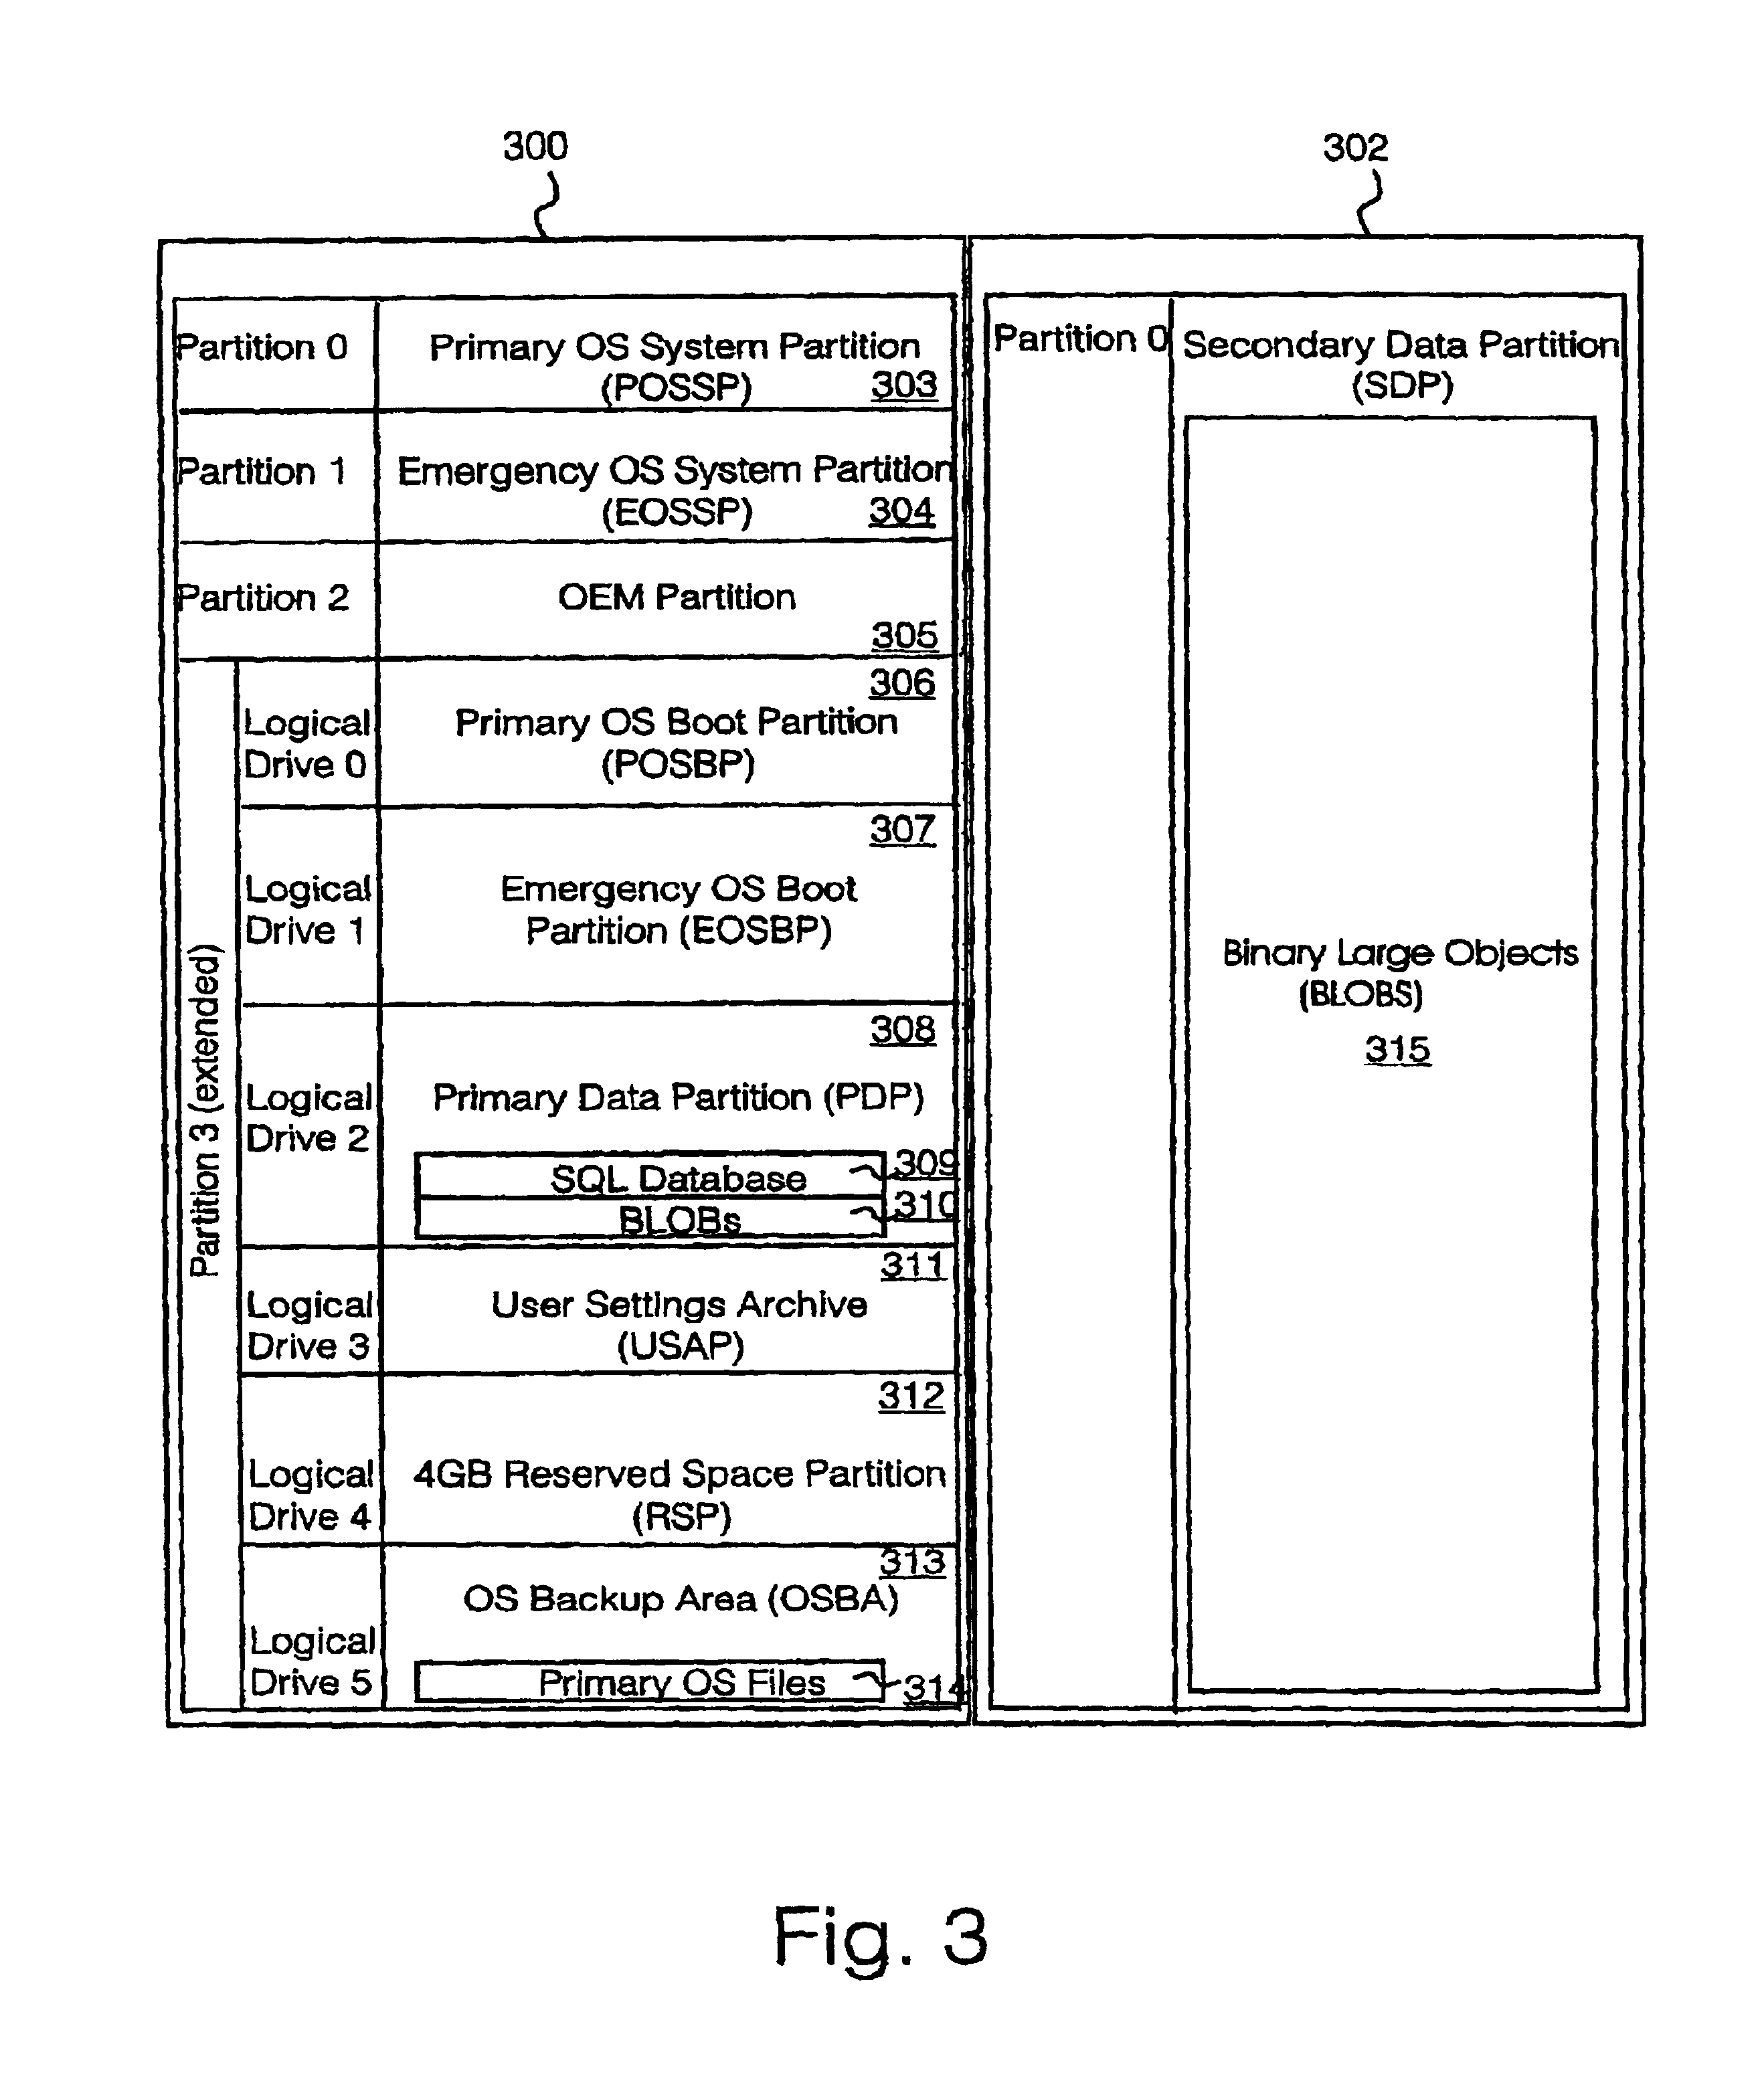 300
302
Partition 0
Primary OS System Partition
(POSSP)
303
Partition 1
Emergency OS System Partition
(EOSSP)
304
Partition 2
OEM Partition
305
Partition 3 (extended)
306
Logical
Drive 0
Primary OS Boot Partition
(POSBP)
307
Logical
Drive 1
Emergency OS Boot
Partition (EOSBP)
308
Logical
Drive 2
Primary Data Partition (PDP)
SQL Database
309
BLOBs
310
311
Logical
Drive 3
User Settings Archive
(USAP)
312
Logical
Drive 4
4GB Reserved Space Partition
(RSP)
313
OS Backup Area (OSBA)
Logical
Drive 5
Primary OS Files
314
Partition 0
Secondary Data Partition
(SDP)
Binary Large Objects
(BLOBS)
315
Fig. 3